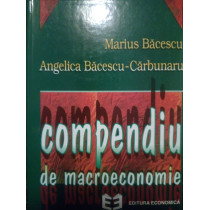 Marius Băcescu
Angelica Băcescu-Cărbunaru
compendiu
de macroeconomie
EDITURA ECONOMICĂ